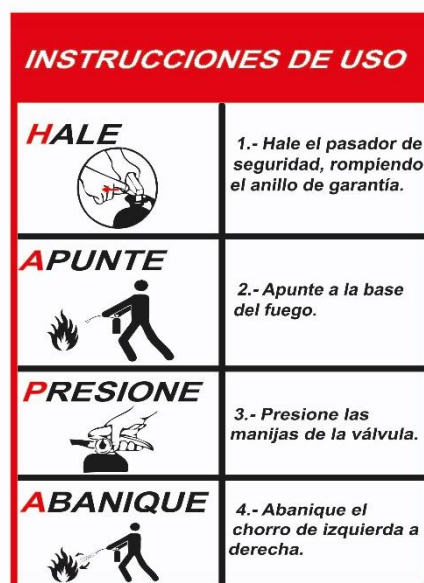 INSTRUCCIONES DE USO
HALE
1.- Hale el pasador de
seguridad, rompiendo
el anillo de garantía.
APUNTE
2.- Apunte a la base
del fuego.
PRESIONE
3.- Presione las
manijas de la válvula.
ABANIQUE
4.- Abanique el
chorro de izquierda a
derecha.